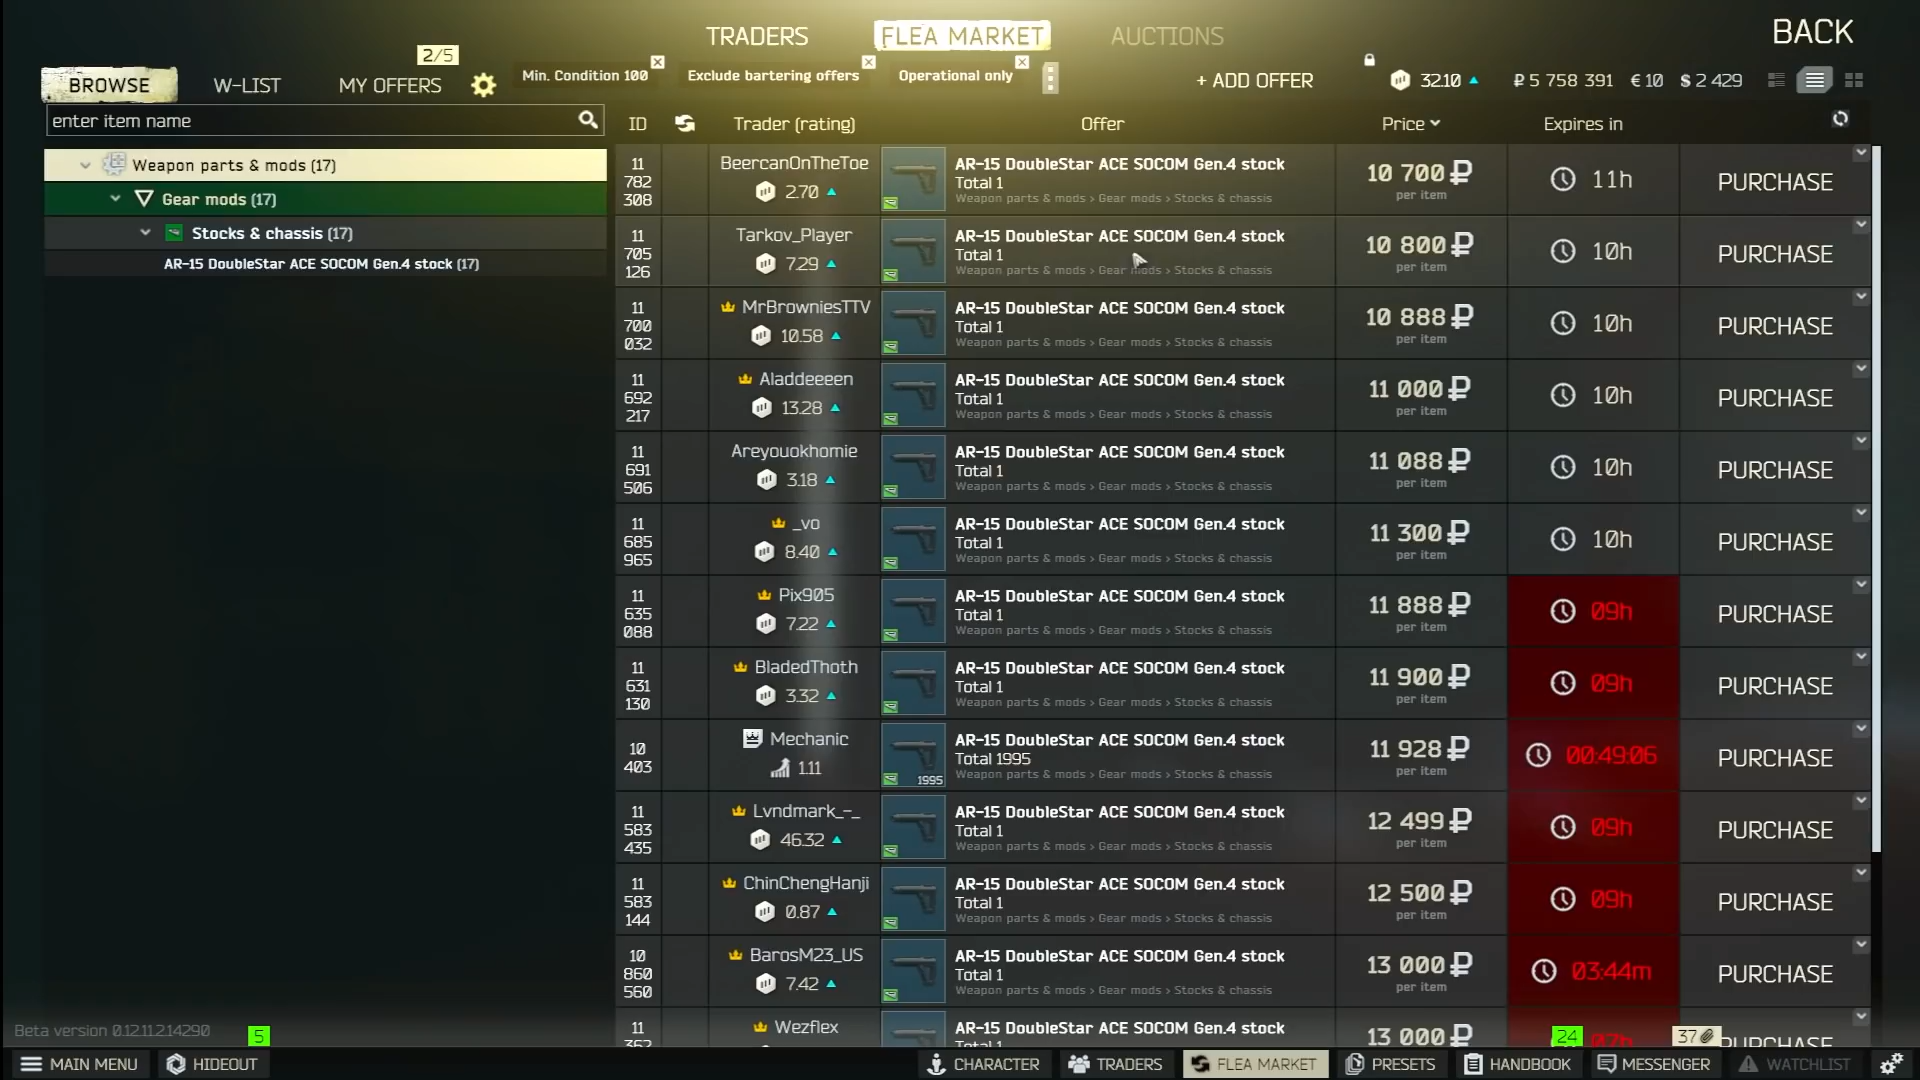 TRADERS FLEA MARKET AUCTIONS BACK
2/5
BROWSE W-LIST MY OFFERS Min. Condition 100 Exclude bartering offers Operational only + ADD OFFER 32.10 ₽ 5 758 391 € 10 $ 2 429
enter item name ID Trader (rating) Offer Price Expires in
Weapon parts & mods (17)
Gear mods (17)
Stocks & chassis (17)
AR-15 DoubleStar ACE SOCOM Gen.4 stock (17)
11
782
308
BeercanOnTheToe
2.70
AR-15 DoubleStar ACE SOCOM Gen.4 stock
Total 1
Weapon parts & mods > Gear mods > Stocks & chassis
10 700 ₽
per item
11h
PURCHASE
11
705
126
Tarkov_Player
7.29
AR-15 DoubleStar ACE SOCOM Gen.4 stock
Total 1
Weapon parts & mods > Gear mods > Stocks & chassis
10 800 ₽
per item
10h
PURCHASE
11
700
032
MrBrowniesTTV
10.58
AR-15 DoubleStar ACE SOCOM Gen.4 stock
Total 1
Weapon parts & mods > Gear mods > Stocks & chassis
10 888 ₽
per item
10h
PURCHASE
11
692
217
Aladdeeeen
13.28
AR-15 DoubleStar ACE SOCOM Gen.4 stock
Total 1
Weapon parts & mods > Gear mods > Stocks & chassis
11 000 ₽
per item
10h
PURCHASE
11
691
506
Areyouokhomie
3.18
AR-15 DoubleStar ACE SOCOM Gen.4 stock
Total 1
Weapon parts & mods > Gear mods > Stocks & chassis
11 088 ₽
per item
10h
PURCHASE
11
685
965
_vo
8.40
AR-15 DoubleStar ACE SOCOM Gen.4 stock
Total 1
Weapon parts & mods > Gear mods > Stocks & chassis
11 300 ₽
per item
10h
PURCHASE
11
635
088
Pix905
7.22
AR-15 DoubleStar ACE SOCOM Gen.4 stock
Total 1
Weapon parts & mods > Gear mods > Stocks & chassis
11 888 ₽
per item
09h
PURCHASE
11
631
130
BladedThoth
3.32
AR-15 DoubleStar ACE SOCOM Gen.4 stock
Total 1
Weapon parts & mods > Gear mods > Stocks & chassis
11 900 ₽
per item
09h
PURCHASE
10
403
Mechanic
1.11
1995
AR-15 DoubleStar ACE SOCOM Gen.4 stock
Total 1995
Weapon parts & mods > Gear mods > Stocks & chassis
11 928 ₽
per item
00:49:06
PURCHASE
11
583
435
Lvndmark_-_
46.32
AR-15 DoubleStar ACE SOCOM Gen.4 stock
Total 1
Weapon parts & mods > Gear mods > Stocks & chassis
12 499 ₽
per item
09h
PURCHASE
11
583
144
ChinChengHanji
0.87
AR-15 DoubleStar ACE SOCOM Gen.4 stock
Total 1
Weapon parts & mods > Gear mods > Stocks & chassis
12 500 ₽
per item
09h
PURCHASE
10
860
560
BarosM23_US
7.42
AR-15 DoubleStar ACE SOCOM Gen.4 stock
Total 1
Weapon parts & mods > Gear mods > Stocks & chassis
13 000 ₽
per item
03:44m
PURCHASE
11
Wezflex
AR-15 DoubleStar ACE SOCOM Gen.4 stock
Total 1
13 000 ₽
PURCHASE
Beta version 0.12.11.2.14290
5 24 37
MAIN MENU HIDEOUT CHARACTER TRADERS FLEA MARKET PRESETS HANDBOOK MESSENGER WATCHLIST